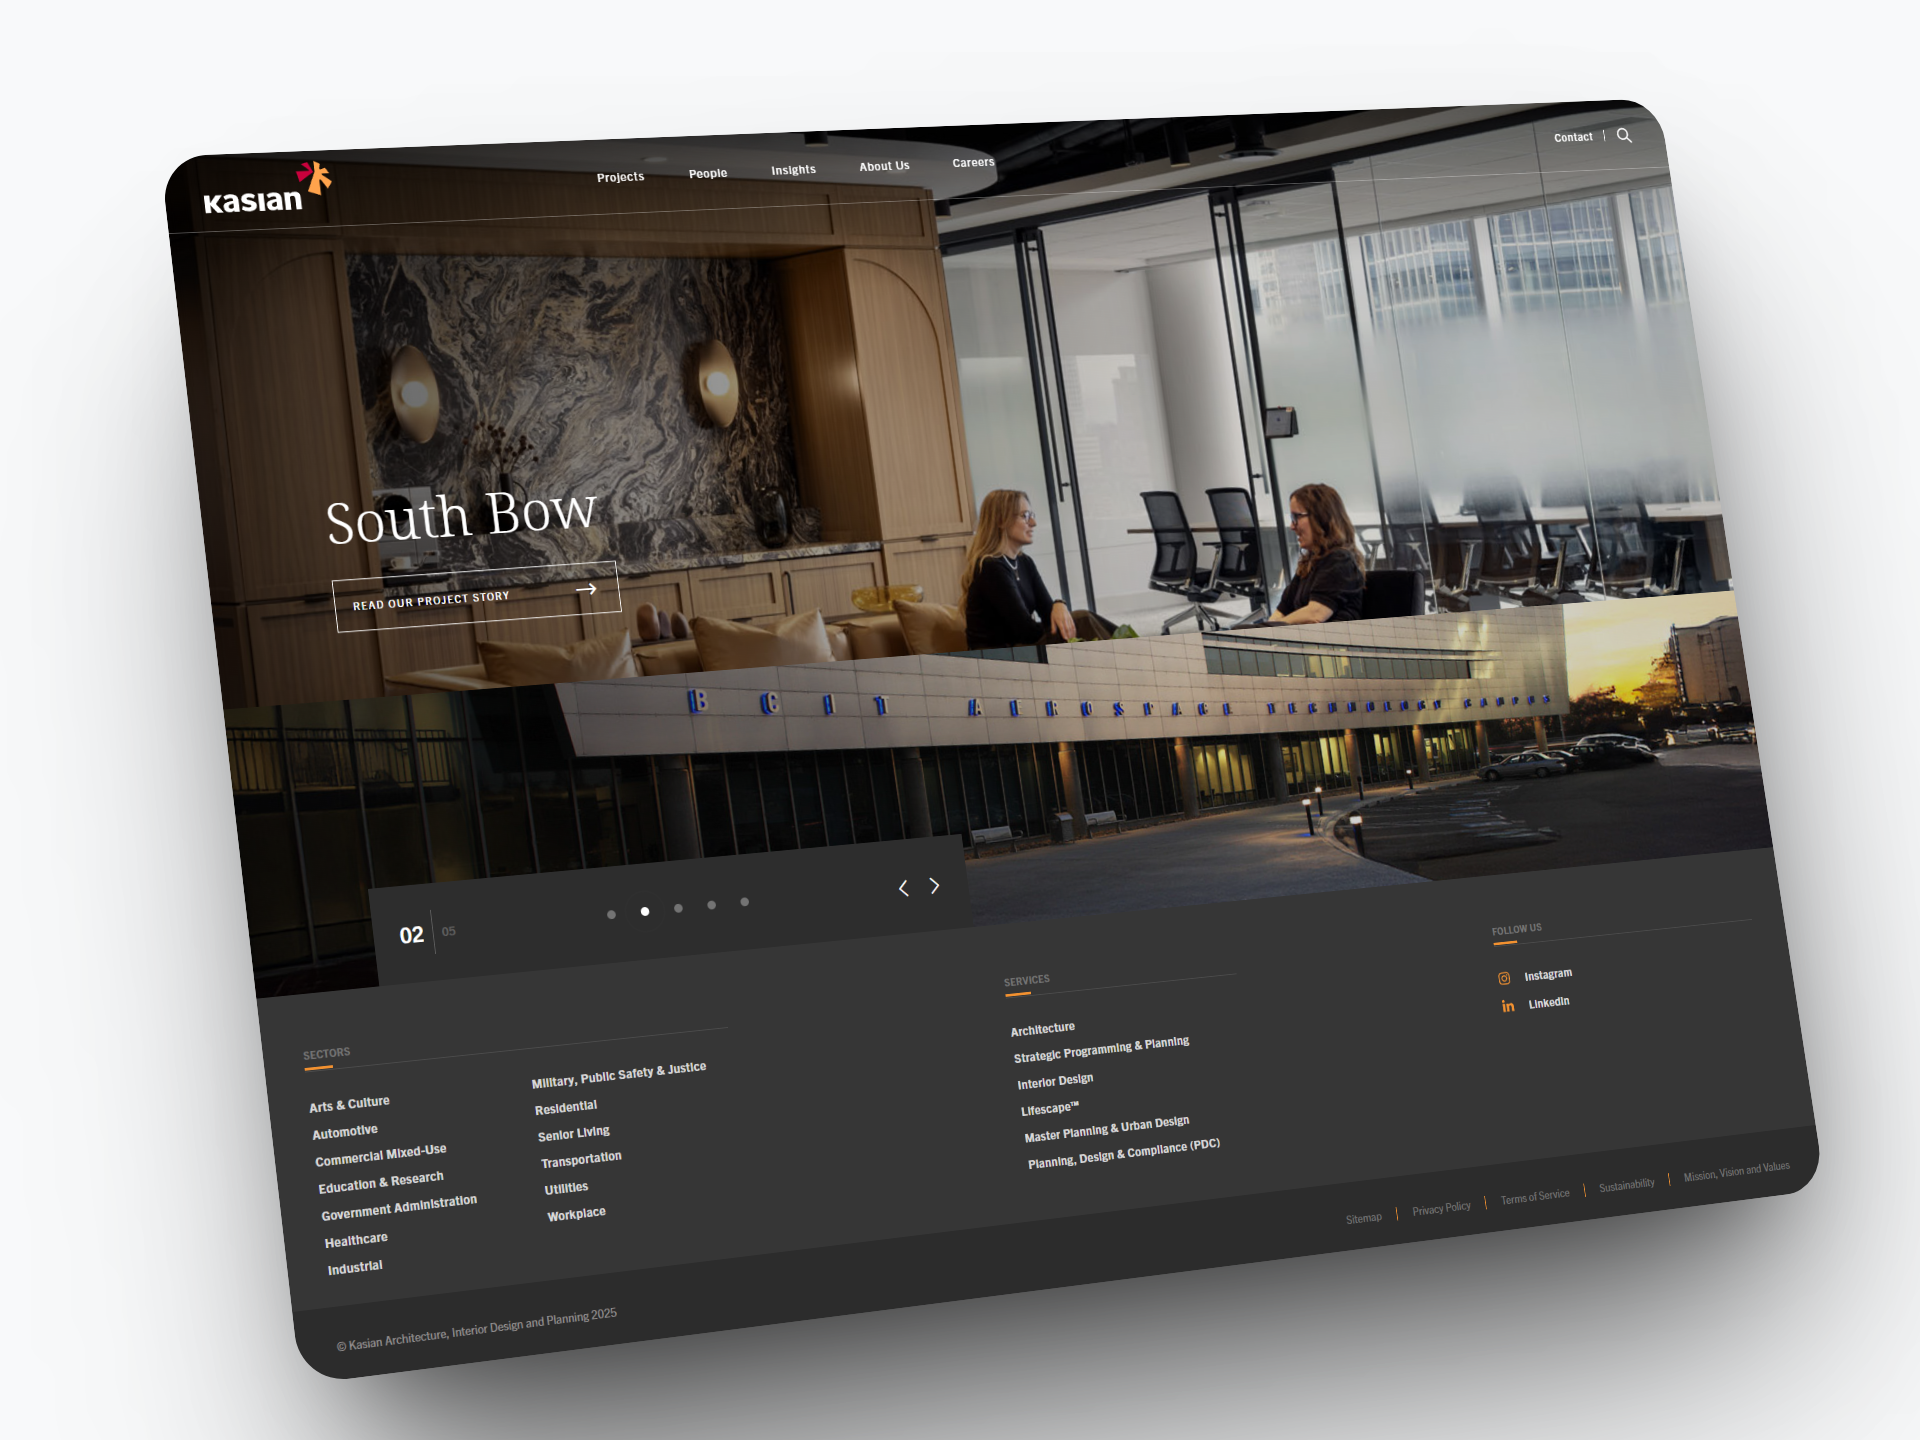 Kasian
Projects
People
Insights
About Us
Careers
Contact
South Bow
READ OUR PROJECT STORY
BCIT AEROSPACE TECHNOLOGY CAMPUS
02
05
SECTORS
Arts & Culture
Automotive
Commercial Mixed-Use
Education & Research
Government Administration
Healthcare
Industrial
Military, Public Safety & Justice
Residential
Senior Living
Transportation
Utilities
Workplace
SERVICES
Architecture
Strategic Programming & Planning
Interior Design
Lifescape™
Master Planning & Urban Design
Planning, Design & Compliance (PDC)
FOLLOW US
Instagram
LinkedIn
Sitemap
Privacy Policy
Terms of Service
Sustainability
Mission, Vision and Values
© Kasian Architecture, Interior Design and Planning 2025